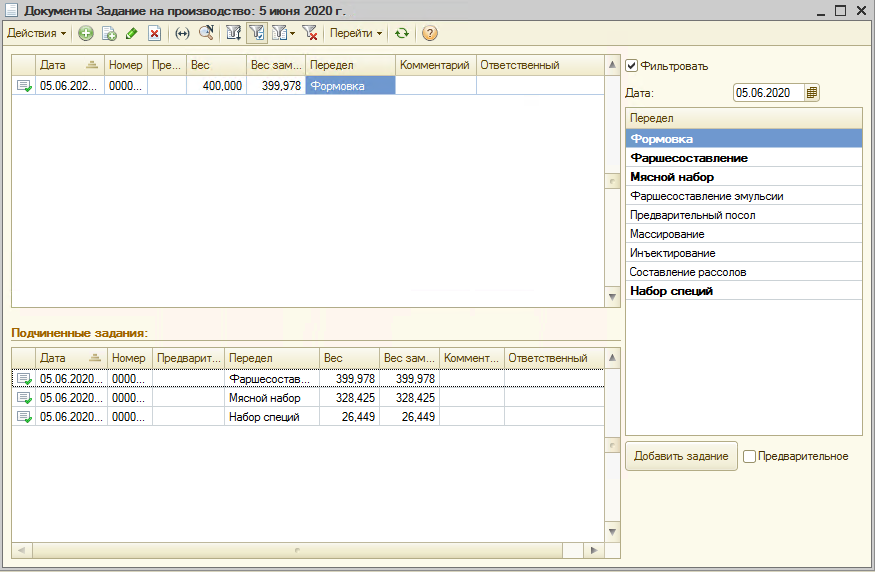 Документы Задание на производство: 5 июня 2020 г.
Действия Перейти
Дата Номер Пре... Вес Вес зам... Передел Комментарий Ответственный
05.06.202... 0000... 400,000 399,978 Формовка
Фильтровать
Дата: 05.06.2020
Передел
Формовка
Фаршесоставление
Мясной набор
Фаршесоставление эмульсии
Предварительный посол
Массирование
Инъектирование
Составление рассолов
Набор специй
Подчиненные задания:
Дата Номер Предварит... Передел Вес Вес зам... Коммент... Ответственный
05.06.2020... 0000... Фаршесостав... 399,978 399,978
05.06.2020... 0000... Мясной набор 328,425 328,425
05.06.2020... 0000... Набор специй 26,449 26,449
Добавить задание Предварительное